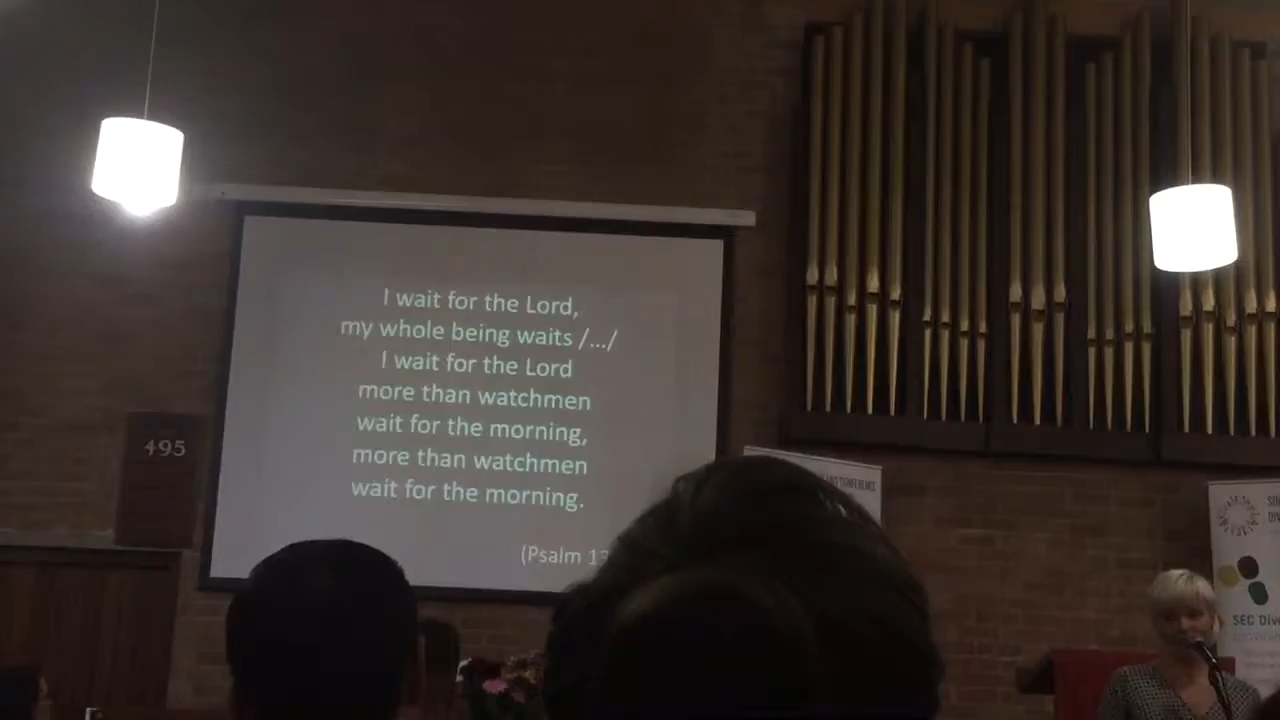 I wait for the Lord,
my whole being waits /.../
I wait for the Lord
more than watchmen
wait for the morning,
more than watchmen
wait for the morning.
(Psalm 13
495
CONFERENCE
SEC